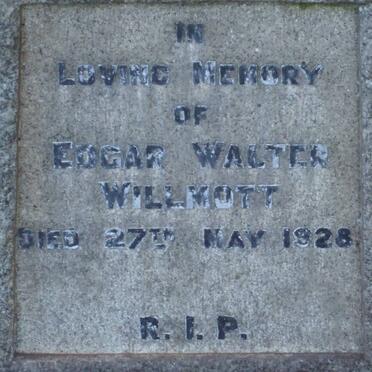 IN
LOVING MEMORY
OF
EDGAR WALTER
WILLMOTT
DIED 27TH MAY 1928.
R.I.P.